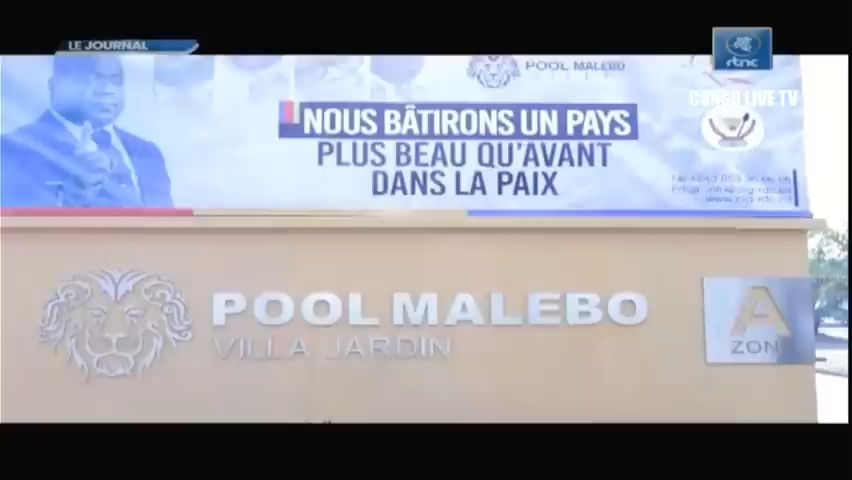 LE JOURNAL
rtnc
CONGO LIVE TV
POOL MALEBO
NOUS BÂTIRONS UN PAYS
PLUS BEAU QU'AVANT
DANS LA PAIX
POOL MALEBO
VILLA JARDIN
A
ZON